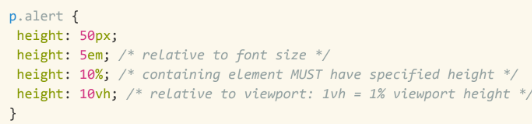 p.alert {
 height: 50px;
 height: 5em; /* relative to font size */
 height: 10%; /* containing element MUST have specified height */
 height: 10vh; /* relative to viewport: 1vh = 1% viewport height */
}